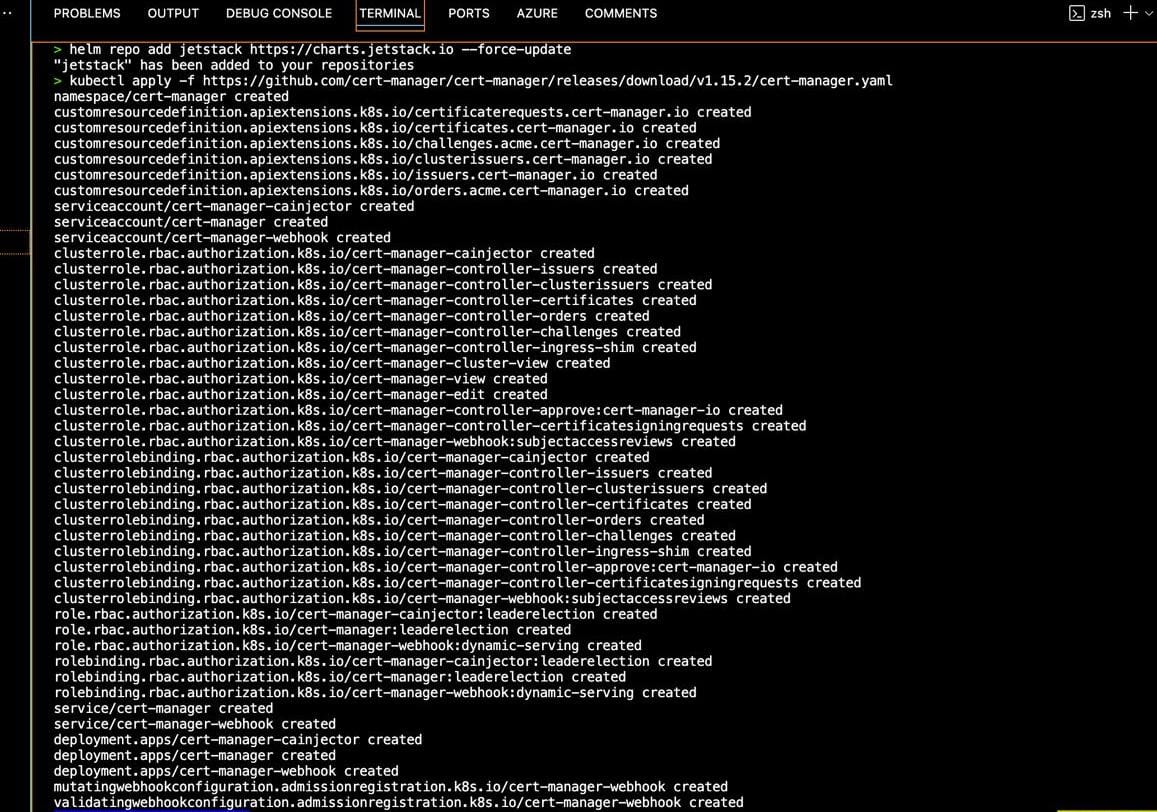 PROBLEMS OUTPUT DEBUG CONSOLE TERMINAL PORTS AZURE COMMENTS zsh
> helm repo add jetstack https://charts.jetstack.io --force-update
"jetstack" has been added to your repositories
> kubectl apply -f https://github.com/cert-manager/cert-manager/releases/download/v1.15.2/cert-manager.yaml
namespace/cert-manager created
customresourcedefinition.apiextensions.k8s.io/certificaterequests.cert-manager.io created
customresourcedefinition.apiextensions.k8s.io/certificates.cert-manager.io created
customresourcedefinition.apiextensions.k8s.io/challenges.acme.cert-manager.io created
customresourcedefinition.apiextensions.k8s.io/clusterissuers.cert-manager.io created
customresourcedefinition.apiextensions.k8s.io/issuers.cert-manager.io created
customresourcedefinition.apiextensions.k8s.io/orders.acme.cert-manager.io created
serviceaccount/cert-manager-cainjector created
serviceaccount/cert-manager created
serviceaccount/cert-manager-webhook created
clusterrole.rbac.authorization.k8s.io/cert-manager-cainjector created
clusterrole.rbac.authorization.k8s.io/cert-manager-controller-issuers created
clusterrole.rbac.authorization.k8s.io/cert-manager-controller-clusterissuers created
clusterrole.rbac.authorization.k8s.io/cert-manager-controller-certificates created
clusterrole.rbac.authorization.k8s.io/cert-manager-controller-orders created
clusterrole.rbac.authorization.k8s.io/cert-manager-controller-challenges created
clusterrole.rbac.authorization.k8s.io/cert-manager-controller-ingress-shim created
clusterrole.rbac.authorization.k8s.io/cert-manager-cluster-view created
clusterrole.rbac.authorization.k8s.io/cert-manager-view created
clusterrole.rbac.authorization.k8s.io/cert-manager-edit created
clusterrole.rbac.authorization.k8s.io/cert-manager-controller-approve:cert-manager-io created
clusterrole.rbac.authorization.k8s.io/cert-manager-controller-certificatesigningrequests created
clusterrole.rbac.authorization.k8s.io/cert-manager-webhook:subjectaccessreviews created
clusterrolebinding.rbac.authorization.k8s.io/cert-manager-cainjector created
clusterrolebinding.rbac.authorization.k8s.io/cert-manager-controller-issuers created
clusterrolebinding.rbac.authorization.k8s.io/cert-manager-controller-clusterissuers created
clusterrolebinding.rbac.authorization.k8s.io/cert-manager-controller-certificates created
clusterrolebinding.rbac.authorization.k8s.io/cert-manager-controller-orders created
clusterrolebinding.rbac.authorization.k8s.io/cert-manager-controller-challenges created
clusterrolebinding.rbac.authorization.k8s.io/cert-manager-controller-ingress-shim created
clusterrolebinding.rbac.authorization.k8s.io/cert-manager-controller-approve:cert-manager-io created
clusterrolebinding.rbac.authorization.k8s.io/cert-manager-controller-certificatesigningrequests created
clusterrolebinding.rbac.authorization.k8s.io/cert-manager-webhook:subjectaccessreviews created
role.rbac.authorization.k8s.io/cert-manager-cainjector:leaderelection created
role.rbac.authorization.k8s.io/cert-manager:leaderelection created
role.rbac.authorization.k8s.io/cert-manager-webhook:dynamic-serving created
rolebinding.rbac.authorization.k8s.io/cert-manager-cainjector:leaderelection created
rolebinding.rbac.authorization.k8s.io/cert-manager:leaderelection created
rolebinding.rbac.authorization.k8s.io/cert-manager-webhook:dynamic-serving created
service/cert-manager created
service/cert-manager-webhook created
deployment.apps/cert-manager-cainjector created
deployment.apps/cert-manager created
deployment.apps/cert-manager-webhook created
mutatingwebhookconfiguration.admissionregistration.k8s.io/cert-manager-webhook created
validatingwebhookconfiguration.admissionregistration.k8s.io/cert-manager-webhook created